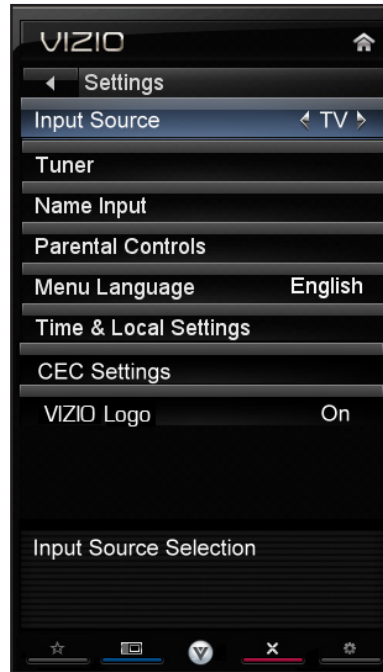 VIZIO
Settings
Input Source TV
Tuner
Name Input
Parental Controls
Menu Language English
Time & Local Settings
CEC Settings
VIZIO Logo On
Input Source Selection
V